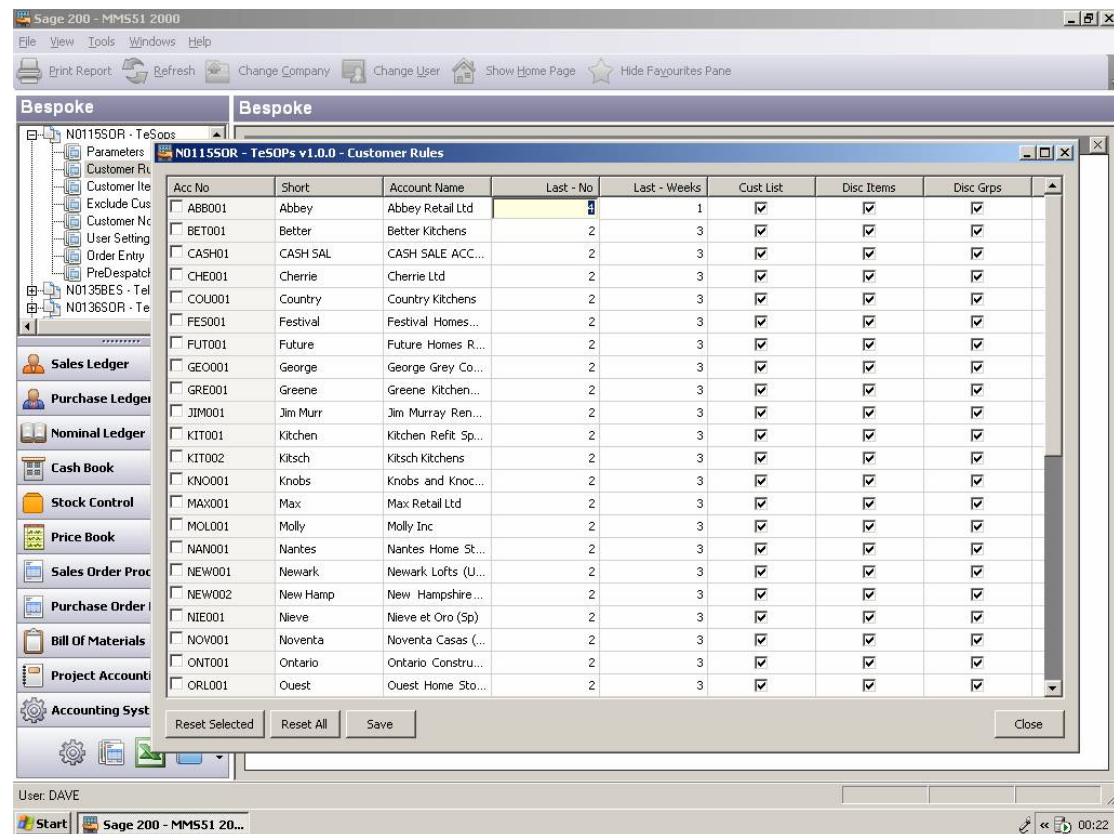 Sage 200 - MMS51 2000
File View Tools Windows Help
Print Report Refresh Change Company Change User Show Home Page Hide Favourites Pane
Bespoke
Bespoke
N0115SOR - TeSops
Parameters
Customer Ru
Customer Ite
Exclude Cus
Customer No
User Setting
Order Entry
PreDespatch
N0135BES - Tel
N0136SOR - Te
Sales Ledger
Purchase Ledger
Nominal Ledger
Cash Book
Stock Control
Price Book
Sales Order Proc
Purchase Order
Bill Of Materials
Project Accounti
Accounting Syst
N0115SOR - TeSOPs v1.0.0 - Customer Rules
Acc No Short Account Name Last - No Last - Weeks Cust List Disc Items Disc Grps
ABB001 Abbey Abbey Retail Ltd 4 1
BET001 Better Better Kitchens 2 3
CASH01 CASH SAL CASH SALE ACC... 2 3
CHE001 Cherrie Cherrie Ltd 2 3
COU001 Country Country Kitchens 2 3
FES001 Festival Festival Homes... 2 3
FUT001 Future Future Homes R... 2 3
GEO001 George George Grey Co... 2 3
GRE001 Greene Greene Kitchen... 2 3
JIM001 Jim Murr Jim Murray Ren... 2 3
KIT001 Kitchen Kitchen Refit Sp... 2 3
KIT002 Kitsch Kitsch Kitchens 2 3
KNO001 Knobs Knobs and Knoc... 2 3
MAX001 Max Max Retail Ltd 2 3
MOL001 Molly Molly Inc 2 3
NAN001 Nantes Nantes Home St... 2 3
NEW001 Newark Newark Lofts (U... 2 3
NEW002 New Hamp New Hampshire... 2 3
NIE001 Nieve Nieve et Oro (Sp) 2 3
NOV001 Noventa Noventa Casas (... 2 3
ONT001 Ontario Ontario Constru... 2 3
ORL001 Ouest Ouest Home Sto... 2 3
Reset Selected Reset All Save Close
User: DAVE
Start Sage 200 - MMS51 20... 00:22